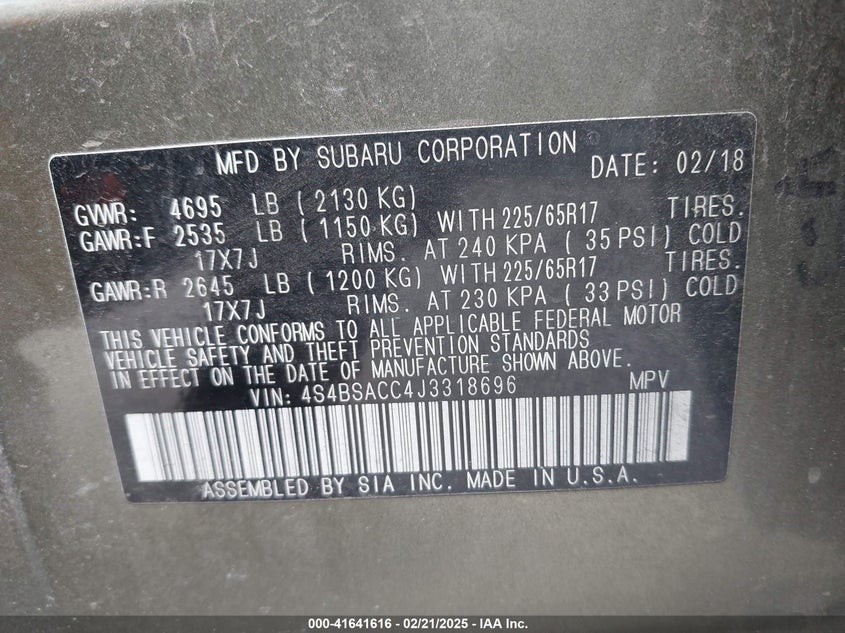 MFD BY SUBARU CORPORATION DATE: 02/18
GVWR: 4695 LB ( 2130 KG)
GAWR:F 2535 LB ( 1150 KG) WITH 225/65R17 TIRES.
17X7J RIMS. AT 240 KPA ( 35 PSI) COLD
GAWR:R 2645 LB ( 1200 KG) WITH 225/65R17 TIRES.
17X7J RIMS. AT 230 KPA ( 33 PSI) COLD
THIS VEHICLE CONFORMS TO ALL APPLICABLE FEDERAL MOTOR
VEHICLE SAFETY AND THEFT PREVENTION STANDARDS
IN EFFECT ON THE DATE OF MANUFACTURE SHOWN ABOVE.
VIN: 4S4BSACC4J3318696 MPV
ASSEMBLED BY SIA INC. MADE IN U.S.A.
000-41641616 - 02/21/2025 - IAA Inc.